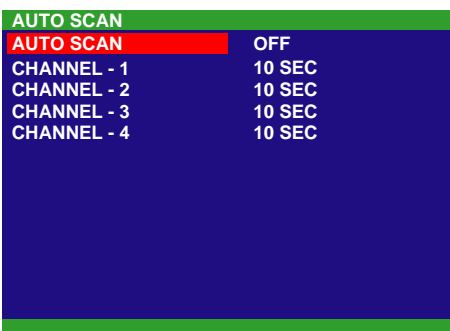 AUTO SCAN
AUTO SCAN OFF
CHANNEL - 1 10 SEC
CHANNEL - 2 10 SEC
CHANNEL - 3 10 SEC
CHANNEL - 4 10 SEC